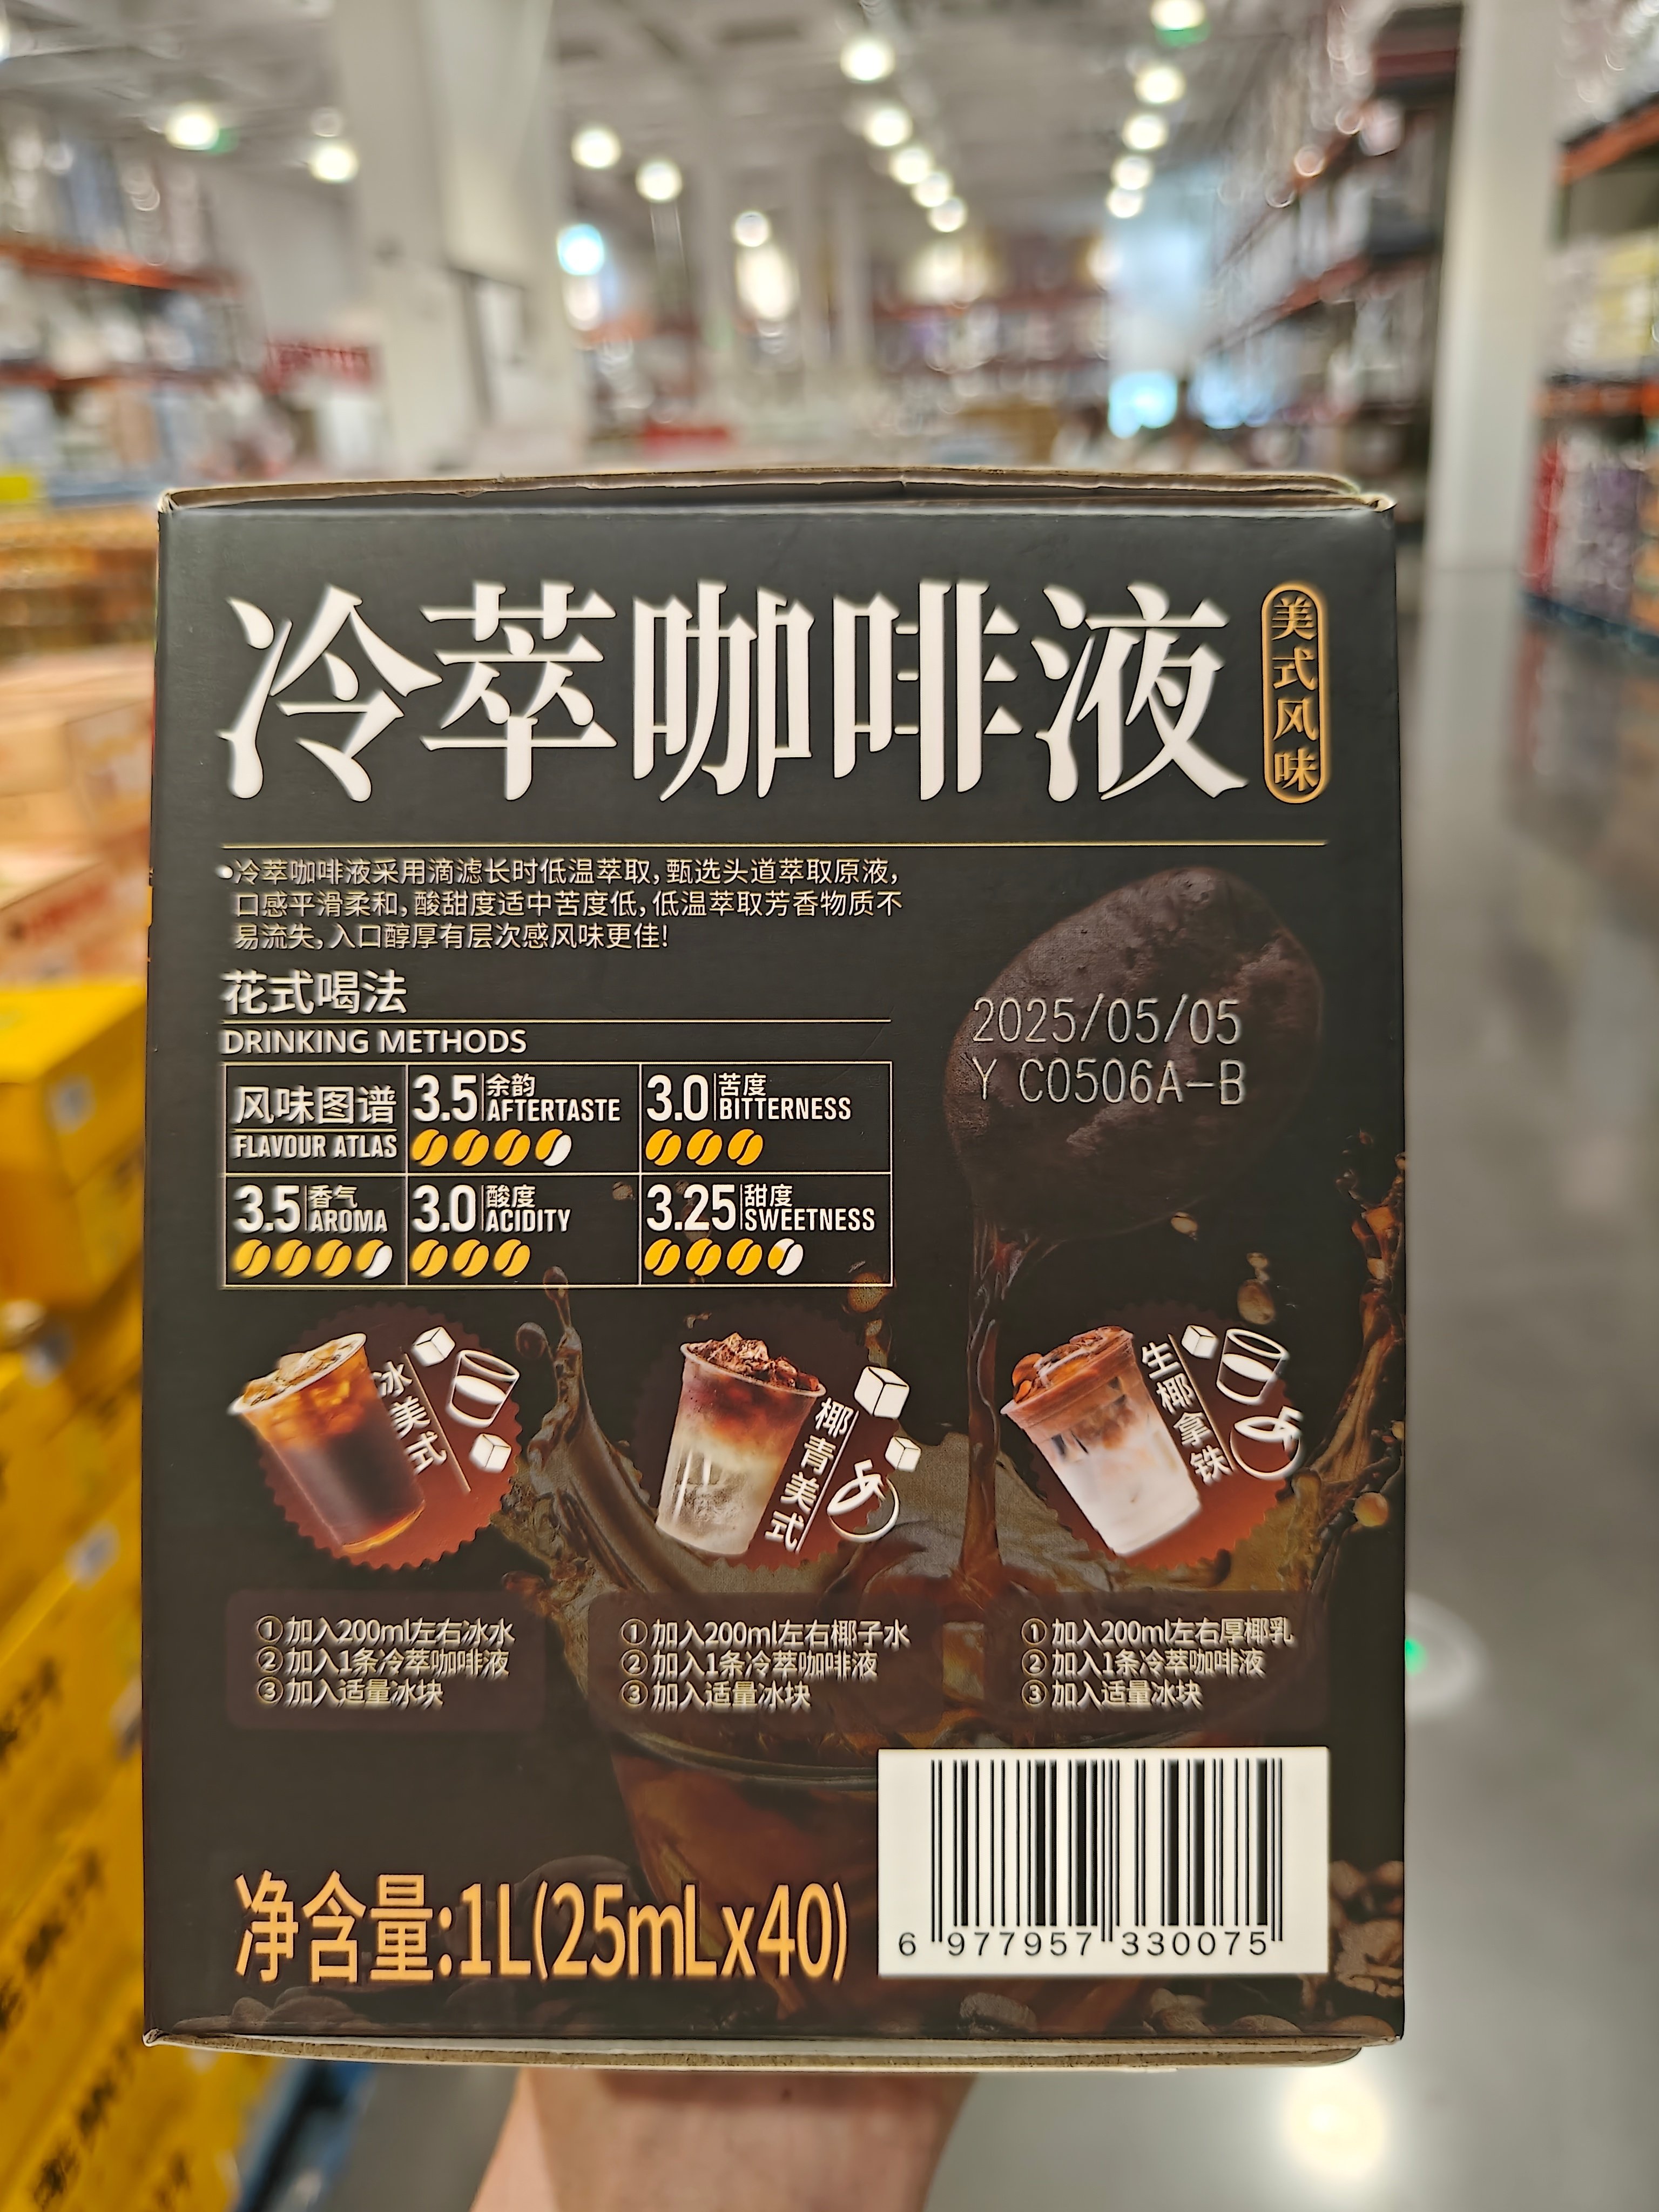 冷萃咖啡液
美式风味
•冷萃咖啡液采用滴滤长时低温萃取,甄选头道萃取原液,
口感平滑柔和,酸甜度适中苦度低,低温萃取芳香物质不
易流失,入口醇厚有层次感风味更佳!
花式喝法
DRINKING METHODS
2025/05/05
Y C0506A-B
风味图谱
FLAVOUR ATLAS
3.5 余韵
AFTERTASTE
3.0 苦度
BITTERNESS
3.5 香气
AROMA
3.0 酸度
ACIDITY
3.25 甜度
SWEETNESS
冰美式
椰青美式
生椰拿铁
①加入200ml左右冰水
②加入1条冷萃咖啡液
③加入适量冰块
①加入200ml左右椰子水
②加入1条冷萃咖啡液
③加入适量冰块
①加入200ml左右厚椰乳
②加入1条冷萃咖啡液
③加入适量冰块
净含量:1L(25mLx40)
6 977957 330075